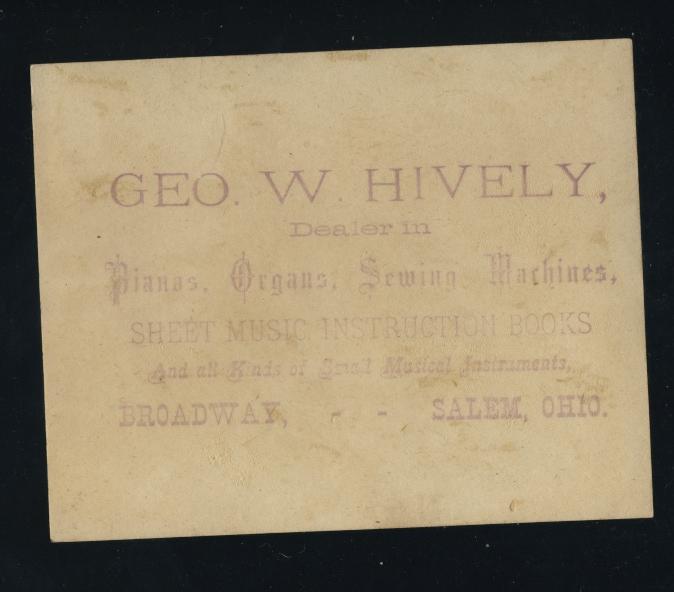 GEO. W. HIVELY,
Dealer in
Pianos, Organs, Sewing Machines,
SHEET MUSIC INSTRUCTION BOOKS
And all Kinds of Small Musical Instruments,
BROADWAY, - - SALEM, OHIO.